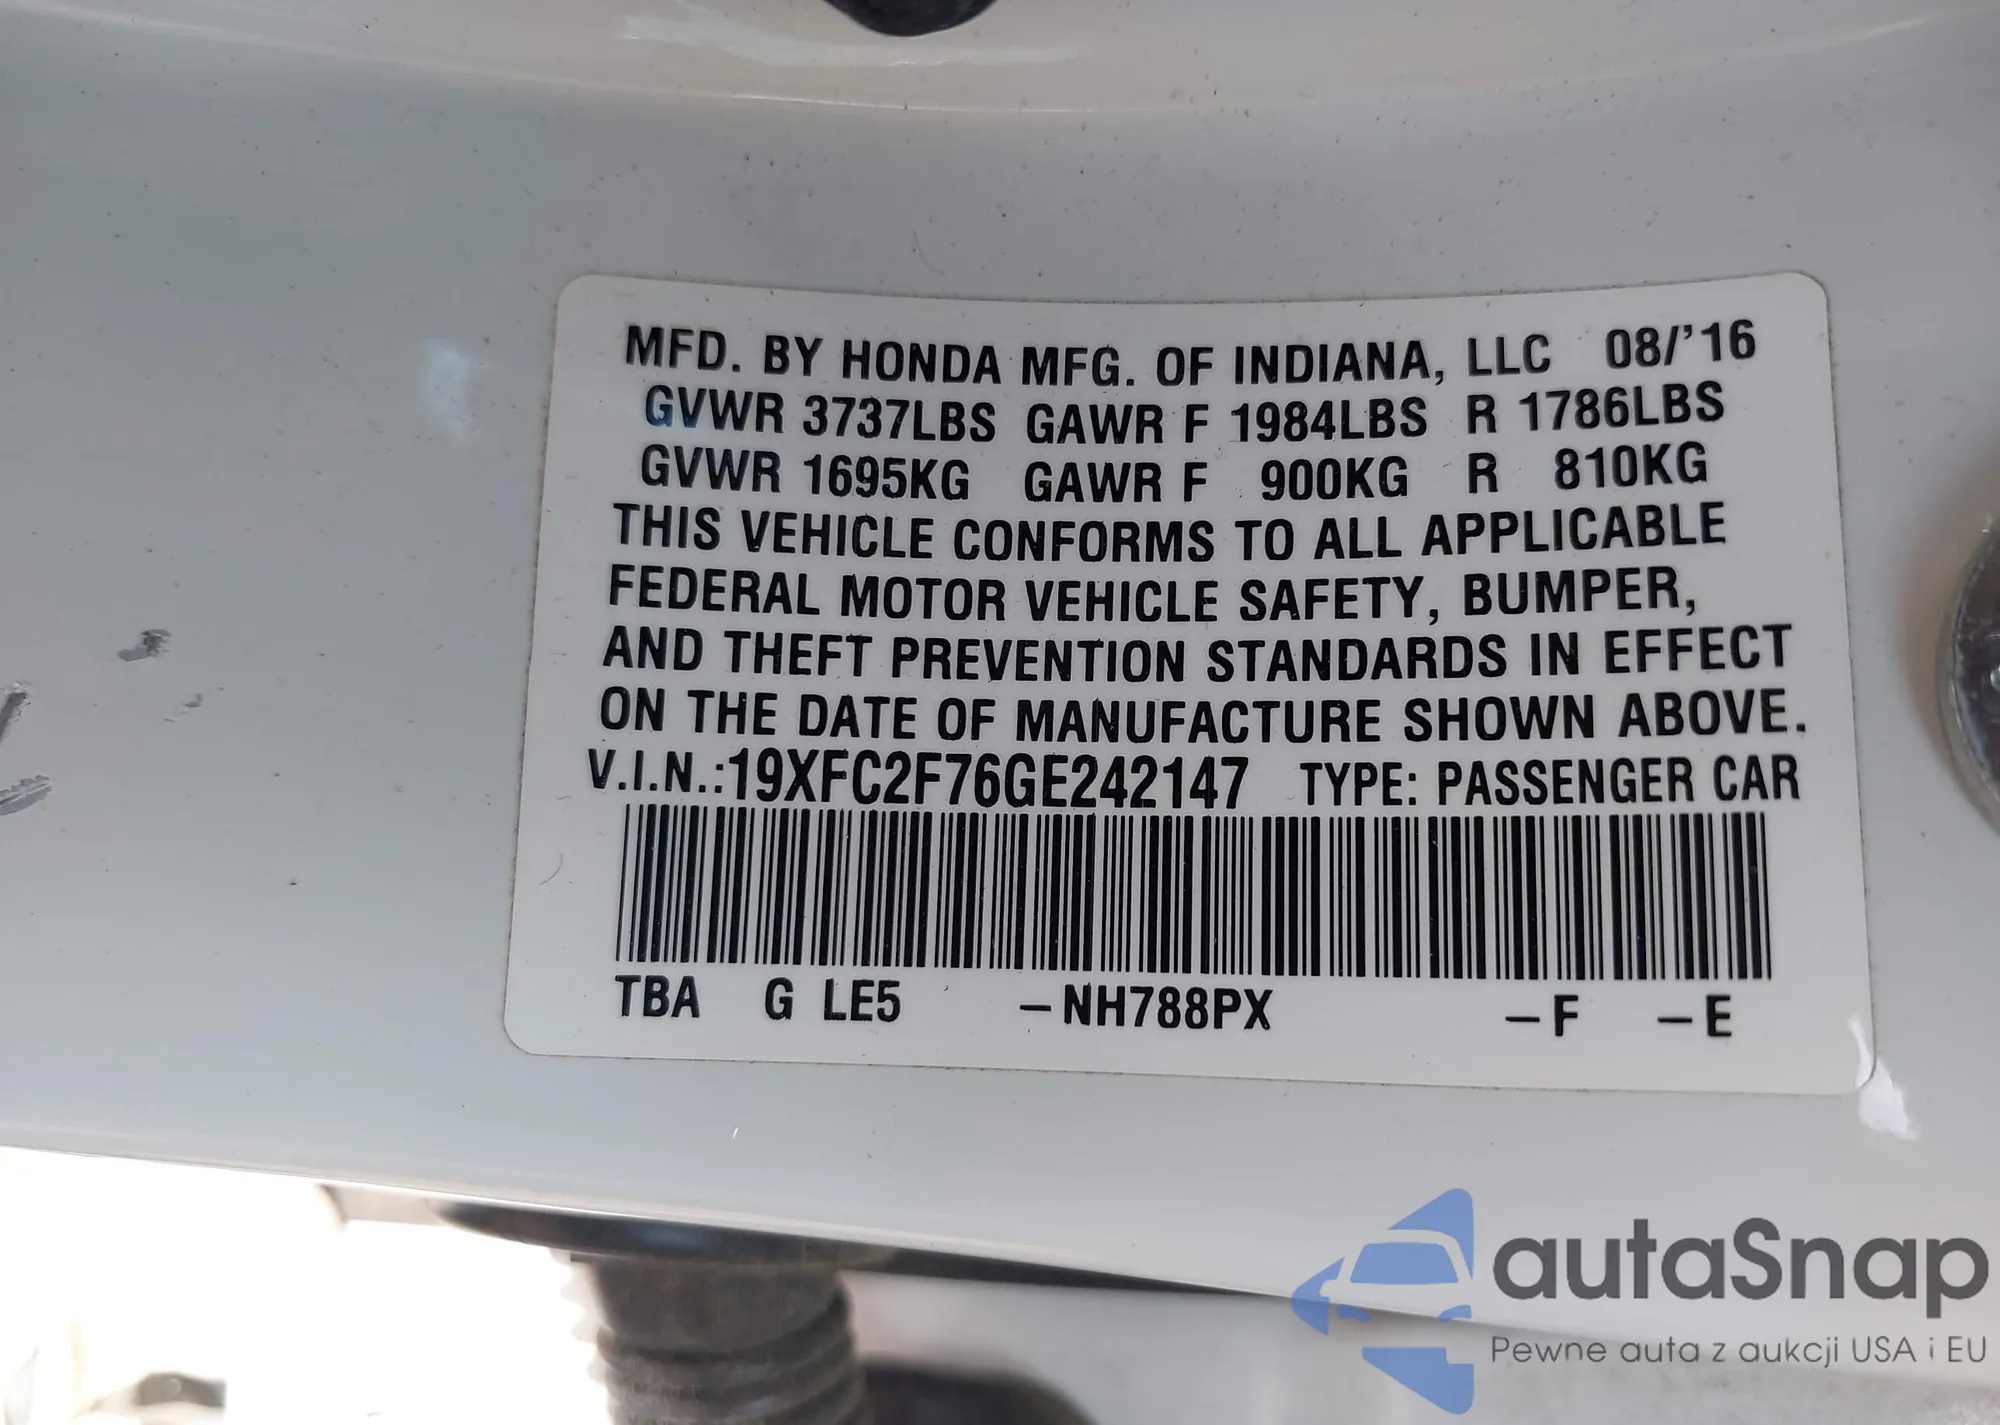 MFD. BY HONDA MFG. OF INDIANA, LLC 08/'16
GVWR 3737LBS GAWR F 1984LBS R 1786LBS
GVWR 1695KG GAWR F 900KG R 810KG
THIS VEHICLE CONFORMS TO ALL APPLICABLE
FEDERAL MOTOR VEHICLE SAFETY, BUMPER,
AND THEFT PREVENTION STANDARDS IN EFFECT
ON THE DATE OF MANUFACTURE SHOWN ABOVE.
V.I.N.:19XFC2F76GE242147 TYPE: PASSENGER CAR
TBA G LE5 –NH788PX –F –E
autaSnap
Pewne auta z aukcji USA i EU